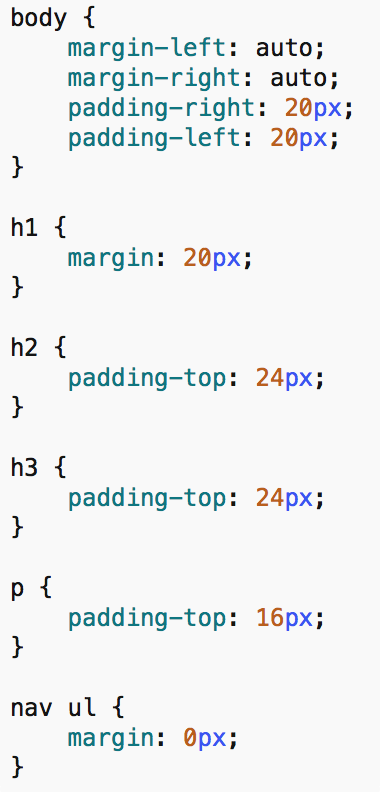 body {
    margin-left: auto;
    margin-right: auto;
    padding-right: 20px;
    padding-left: 20px;
}

h1 {
    margin: 20px;
}

h2 {
    padding-top: 24px;
}

h3 {
    padding-top: 24px;
}

p {
    padding-top: 16px;
}

nav ul {
    margin: 0px;
}